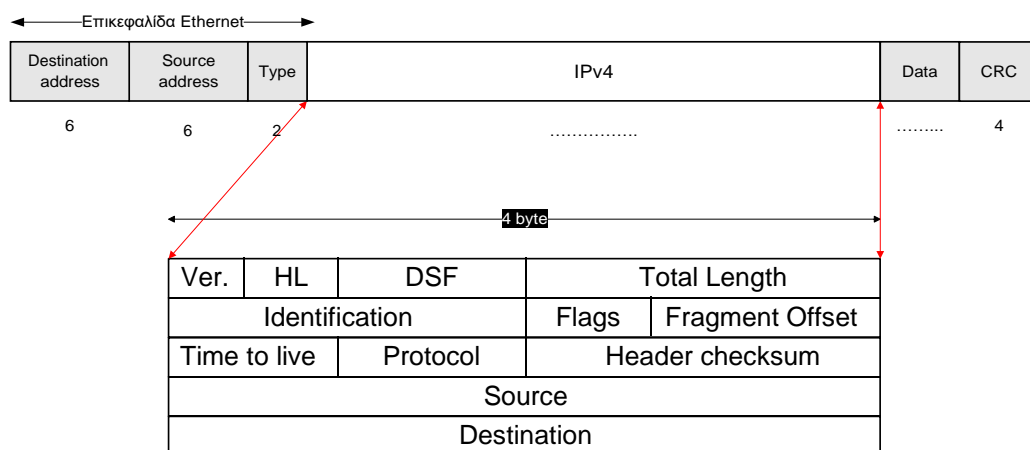 Επικεφαλίδα Ethernet
Destination address
Source address
Type
IPv4
Data
CRC
6
6
2
................
.........
4
4 byte
Ver.
HL
DSF
Total Length
Identification
Flags
Fragment Offset
Time to live
Protocol
Header checksum
Source
Destination